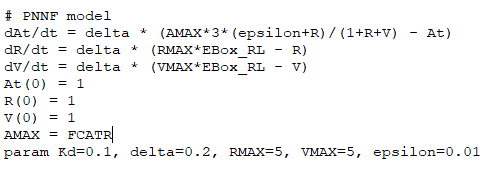 # PNNF model
dAt/dt = delta * (AMAX*3*(epsilon+R)/(1+R+V) - At)
dR/dt = delta * (RMAX*EBox_RL - R)
dV/dt = delta * (VMAX*EBox_RL - V)
At(0) = 1
R(0) = 1
V(0) = 1
AMAX = FCATR
param Kd=0.1, delta=0.2, RMAX=5, VMAX=5, epsilon=0.01